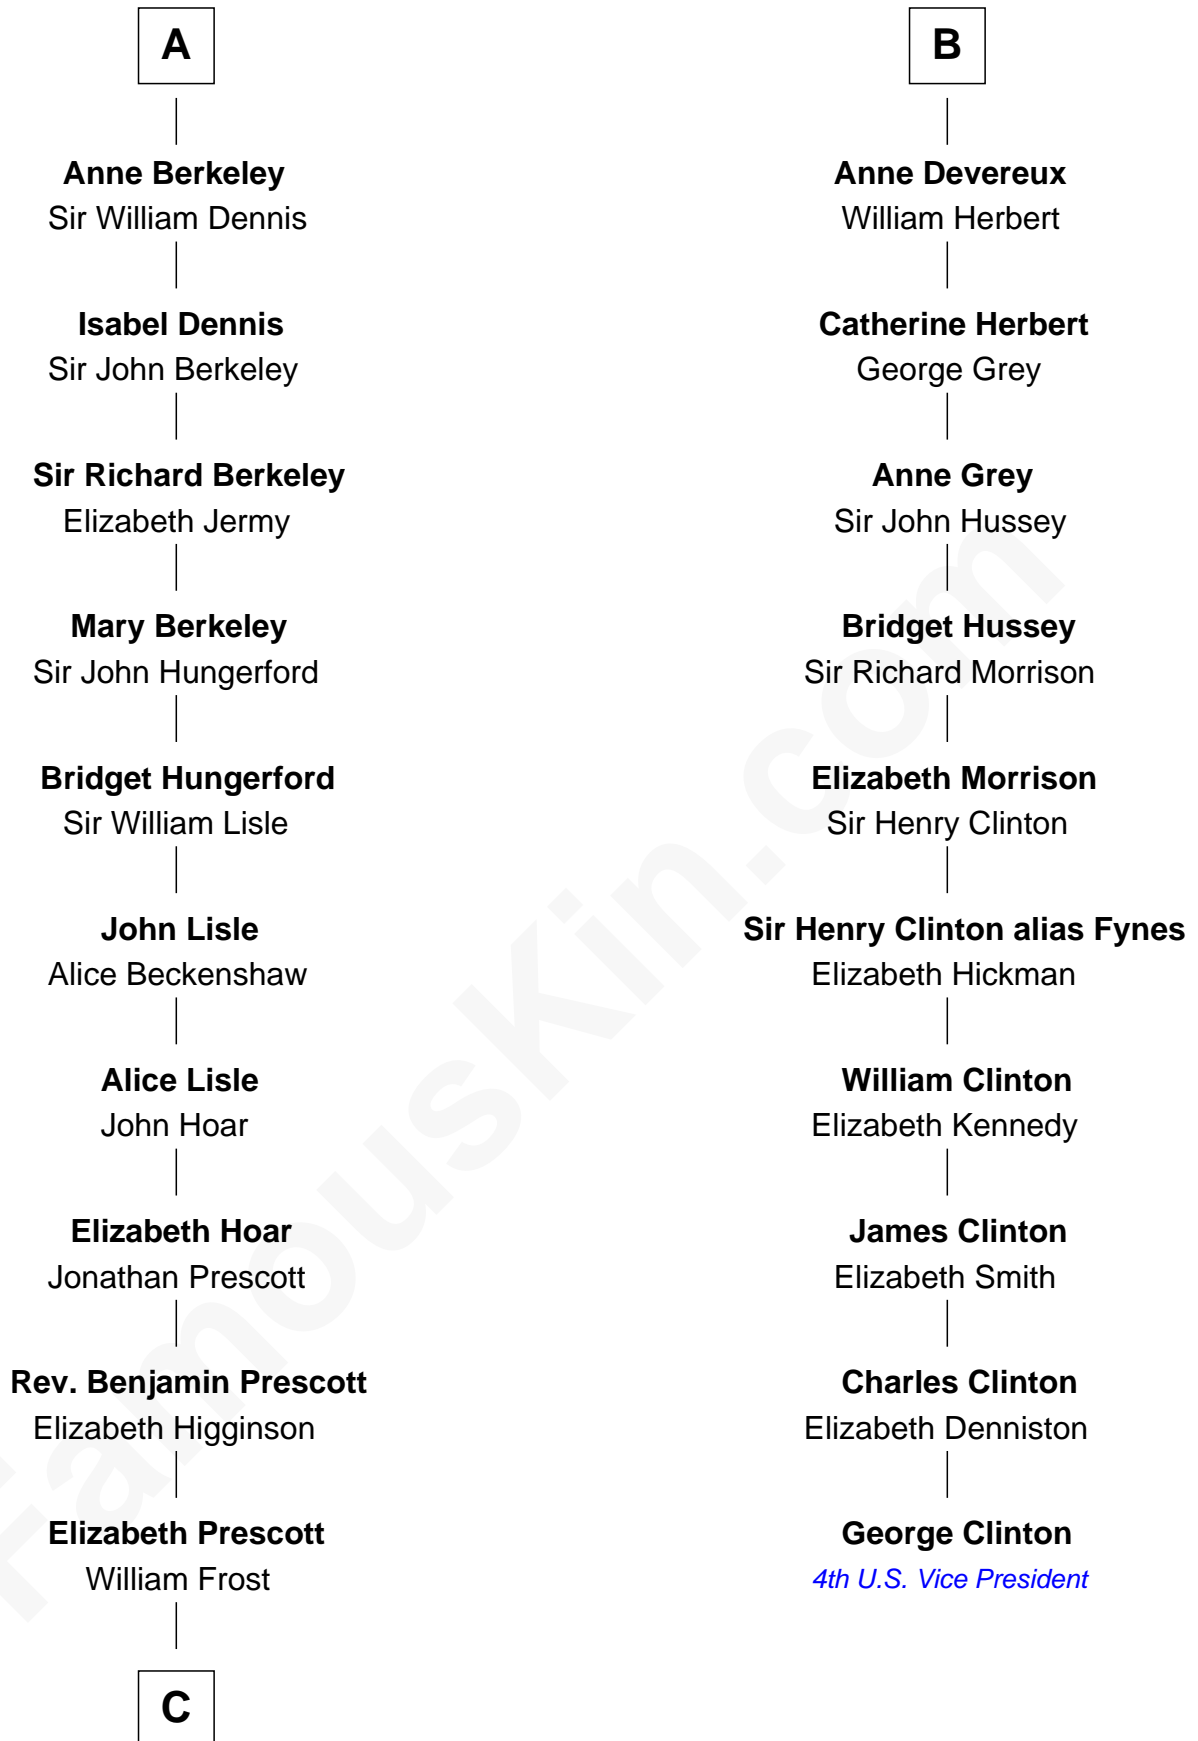 A
Anne Berkeley
Sir William Dennis
Isabel Dennis
Sir John Berkeley
Sir Richard Berkeley
Elizabeth Jermy
Mary Berkeley
Sir John Hungerford
Bridget Hungerford
Sir William Lisle
John Lisle
Alice Beckenshaw
Alice Lisle
John Hoar
Elizabeth Hoar
Jonathan Prescott
Rev. Benjamin Prescott
Elizabeth Higginson
Elizabeth Prescott
William Frost
C
B
Anne Devereux
William Herbert
Catherine Herbert
George Grey
Anne Grey
Sir John Hussey
Bridget Hussey
Sir Richard Morrison
Elizabeth Morrison
Sir Henry Clinton
Sir Henry Clinton alias Fynes
Elizabeth Hickman
William Clinton
Elizabeth Kennedy
James Clinton
Elizabeth Smith
Charles Clinton
Elizabeth Denniston
George Clinton
4th U.S. Vice President
FamousKin.com